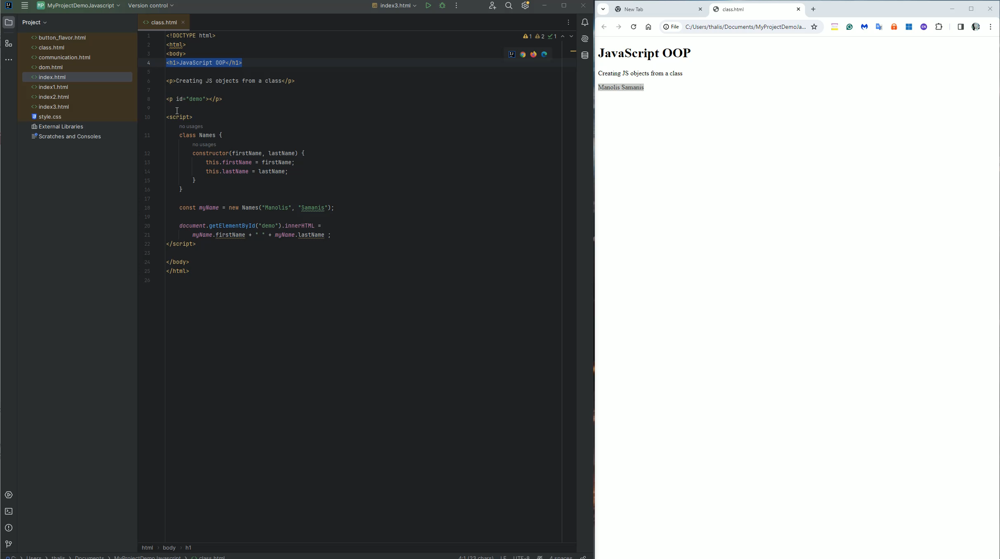 MP MyProjectDemoJavascript Version control index3.html
Project
button_flavor.html
class.html
communication.html
dom.html
index.html
index1.html
index2.html
index3.html
style.css
External Libraries
Scratches and Consoles
class.html
1 2 1
1 <!DOCTYPE html>
2 <html>
3 <body>
4 <h1>JavaScript OOP</h1>
5
6 <p>Creating JS objects from a class</p>
7
8 <p id="demo"></p>
9
10 <script>
no usages
11 class Names {
no usages
12 constructor(firstName, lastName) {
13 this.firstName = firstName;
14 this.lastName = lastName;
15 }
16 }
17
18 const myName = new Names("Manolis", "Samanis");
19
20 document.getElementById("demo").innerHTML =
21 myName.firstName + " " + myName.lastName ;
22 </script>
23
24 </body>
25 </html>
26
html > body > h1
C: > Users > thalis > Documents > MyProjectDemoJavascript > <> class.html 4:1 (23 chars) LF UTF-8 4 spaces
New Tab class.html
File C:/Users/thalis/Documents/MyProjectDemoJa...
JavaScript OOP
Creating JS objects from a class
Manolis Samanis